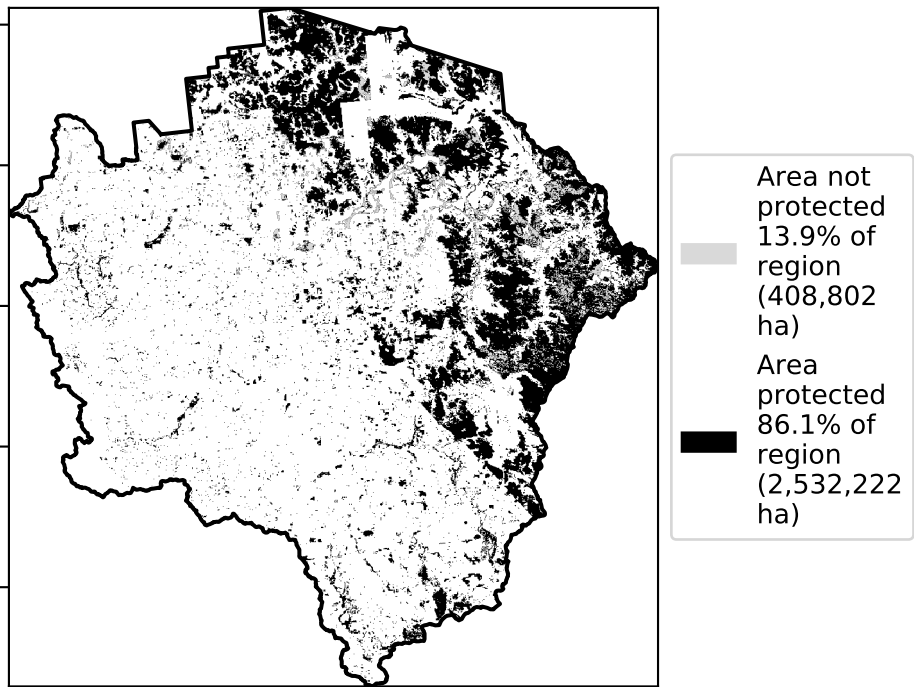 Area not
protected
13.9% of
region
(408,802
ha)
Area
protected
86.1% of
region
(2,532,222
ha)